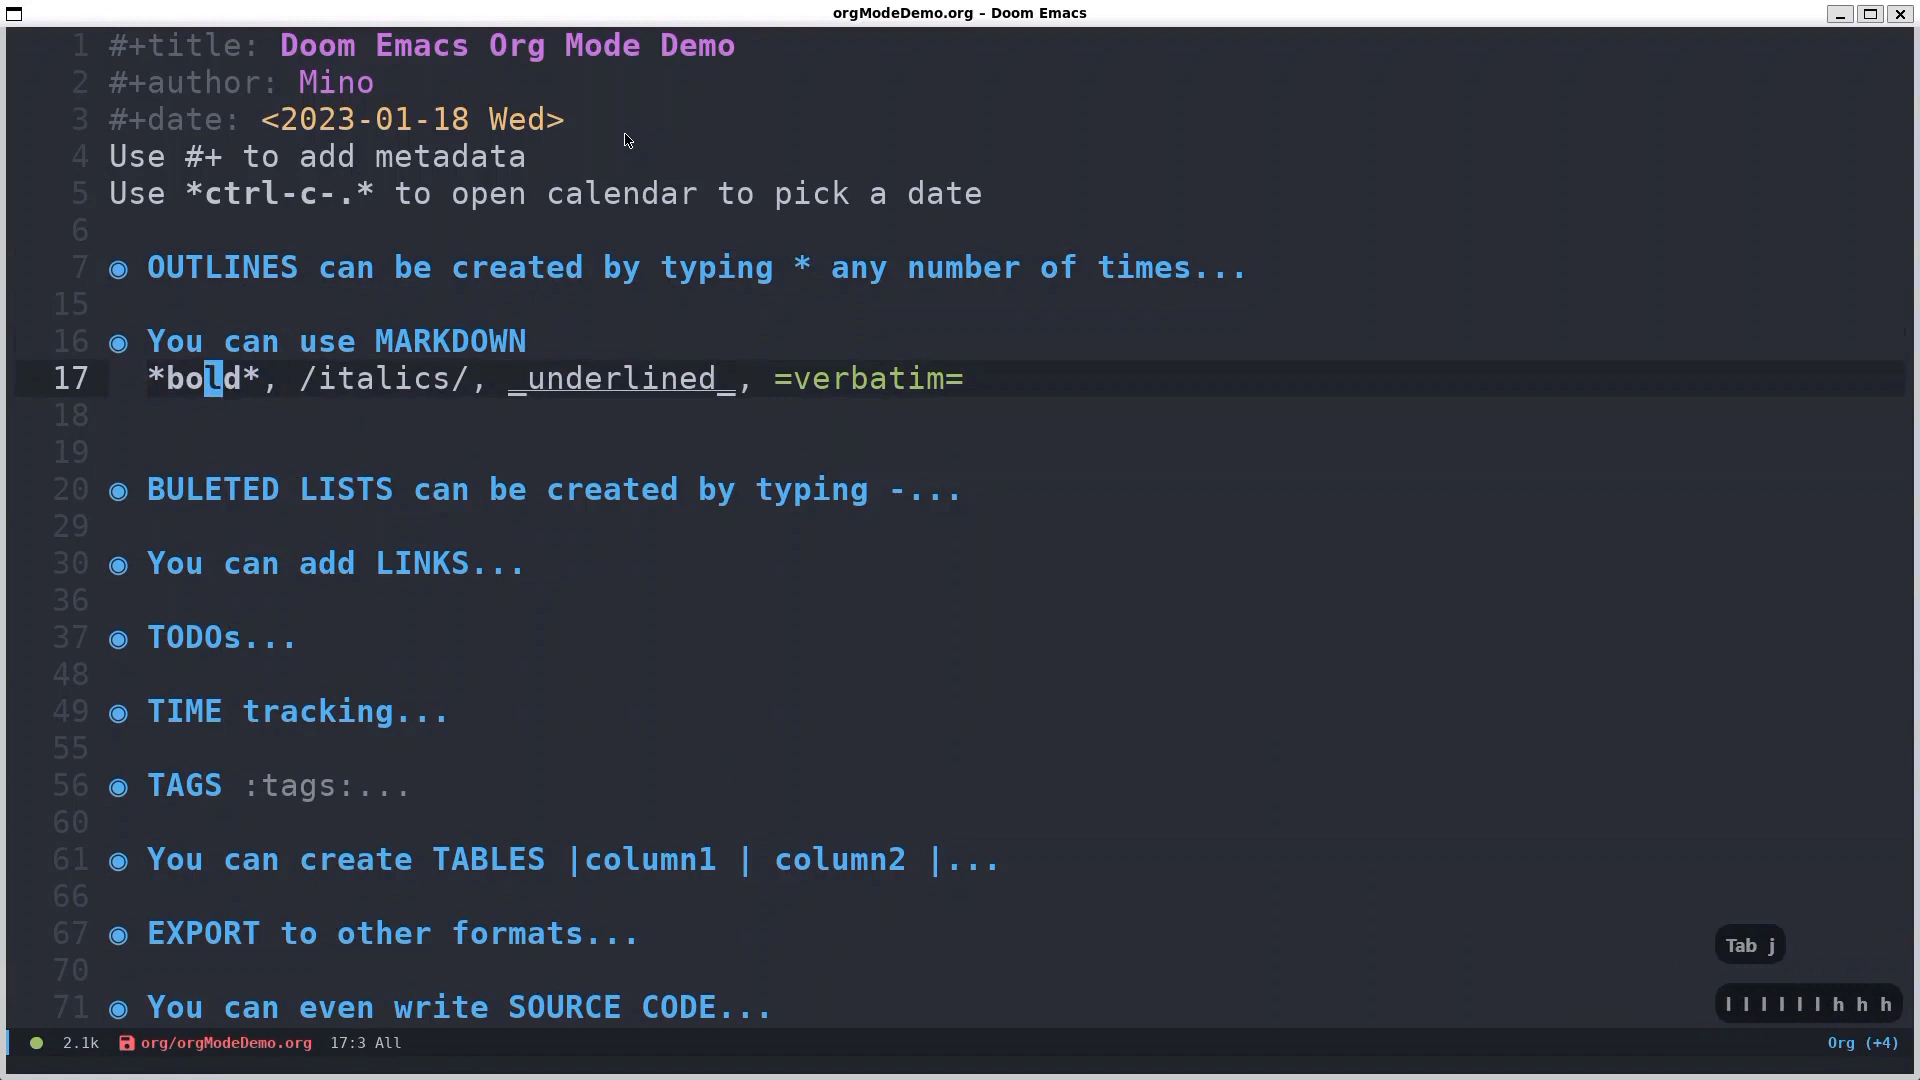 orgModeDemo.org – Doom Emacs
1 #+title: Doom Emacs Org Mode Demo
2 #+author: Mino
3 #+date: <2023-01-18 Wed>
4 Use #+ to add metadata
5 Use *ctrl-c-.* to open calendar to pick a date
6
7 ◉ OUTLINES can be created by typing * any number of times...
15
16 ◉ You can use MARKDOWN
17 *bold*, /italics/, _underlined_, =verbatim=
18
19
20 ◉ BULETED LISTS can be created by typing -...
29
30 ◉ You can add LINKS...
36
37 ◉ TODOs...
48
49 ◉ TIME tracking...
55
56 ◉ TAGS :tags:...
60
61 ◉ You can create TABLES |column1 | column2 |...
66
67 ◉ EXPORT to other formats...
70
71 ◉ You can even write SOURCE CODE...
Tab j
l l l l l l h h h
2.1k org/orgModeDemo.org 17:3 All Org (+4)